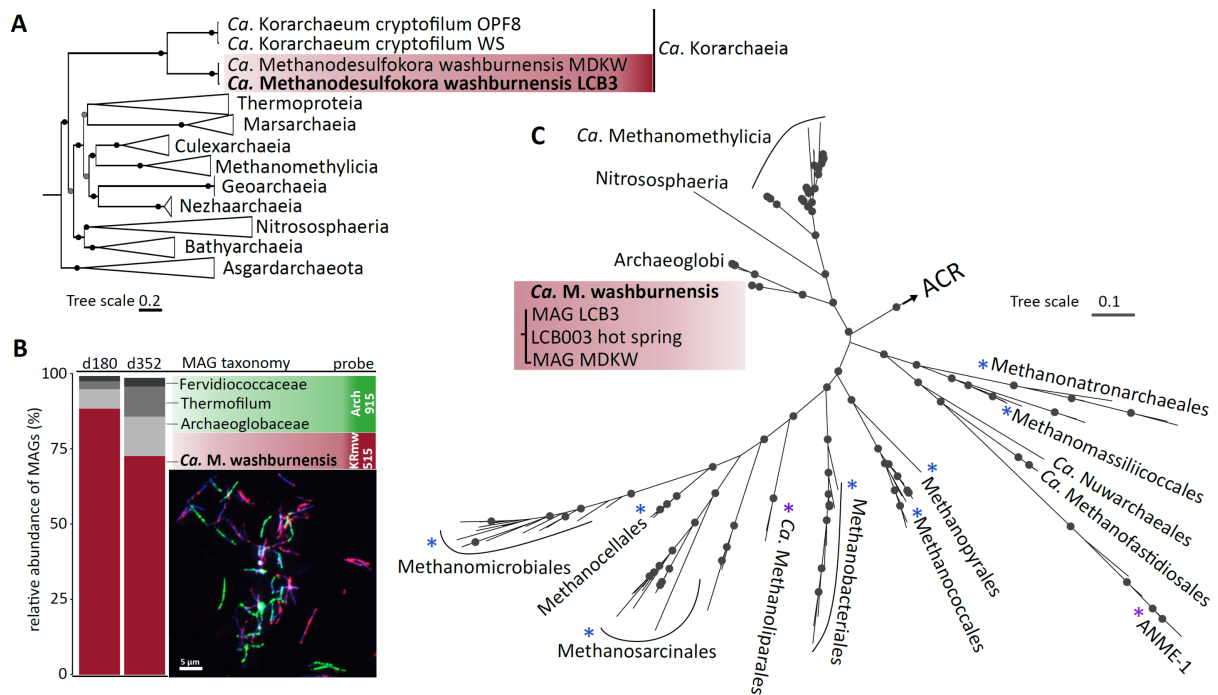 A
Ca. Korarchaeum cryptofilum OPF8
Ca. Korarchaeum cryptofilum WS
Ca. Methanodesulfokora washburnensis MDKW
Ca. Methanodesulfokora washburnensis LCB3
Ca. Korarchaeia
Thermoproteia
Marsarchaeia
Culexarchaeia
Methanomethylicia
Geoarchaeia
Nezhaarchaeia
Nitrososphaeria
Bathyarchaeia
Asgardarchaeota
Tree scale 0.2
B
d180 d352 MAG taxonomy probe
relative abundance of MAGs (%)
100
75
50
25
0
Fervidiococcaceae
Thermofilum
Archaeoglobaceae
Arch
915
Ca. M. washburnensis
KRmw
515
5 µm
C
Ca. Methanomethylicia
Nitrososphaeria
Archaeoglobi
Ca. M. washburnensis
MAG LCB3
LCB003 hot spring
MAG MDKW
ACR
Tree scale 0.1
*Methanonatronarchaeales
*Methanomassiliicoccales
Ca. Nuwarchaeales
Ca. Methanofastidiosales
* ANME-1
* Methanopyrales
* Methanococcales
* Methanobacteriales
* Ca. Methanoliparales
* Methanosarcinales
Methanocellales *
* Methanomicrobiales